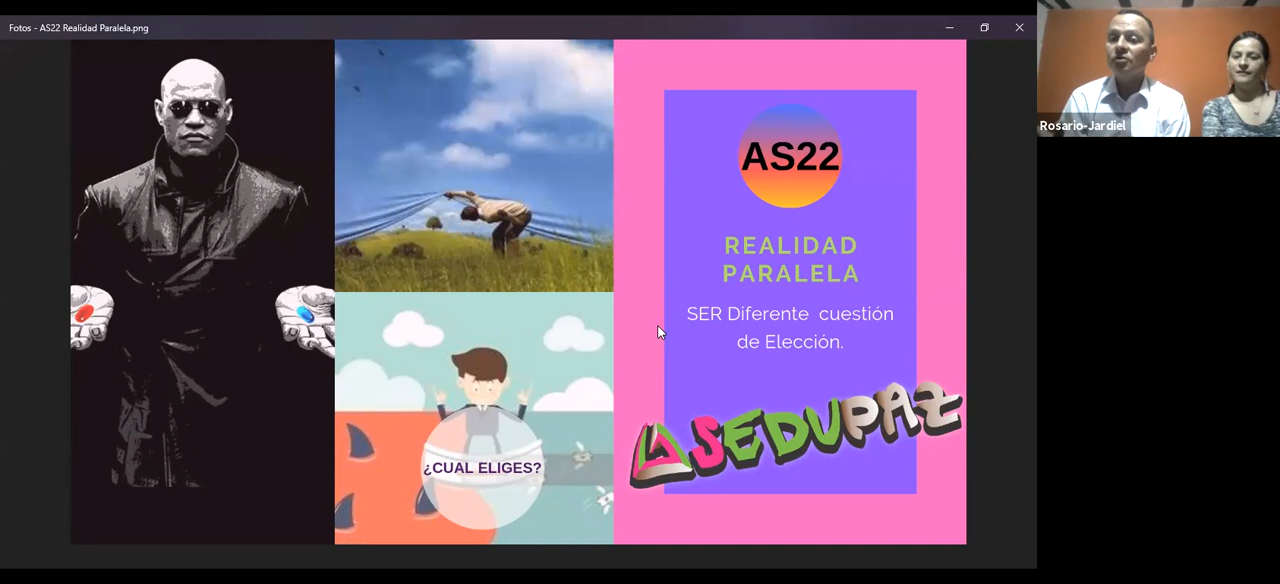 Fotos - AS22 Realidad Paralela.png
Rosario-Jardiel
AS22
REALIDAD
PARALELA
SER Diferente cuestión
de Elección.
ASEDUPAZ
¿CUAL ELIGES?